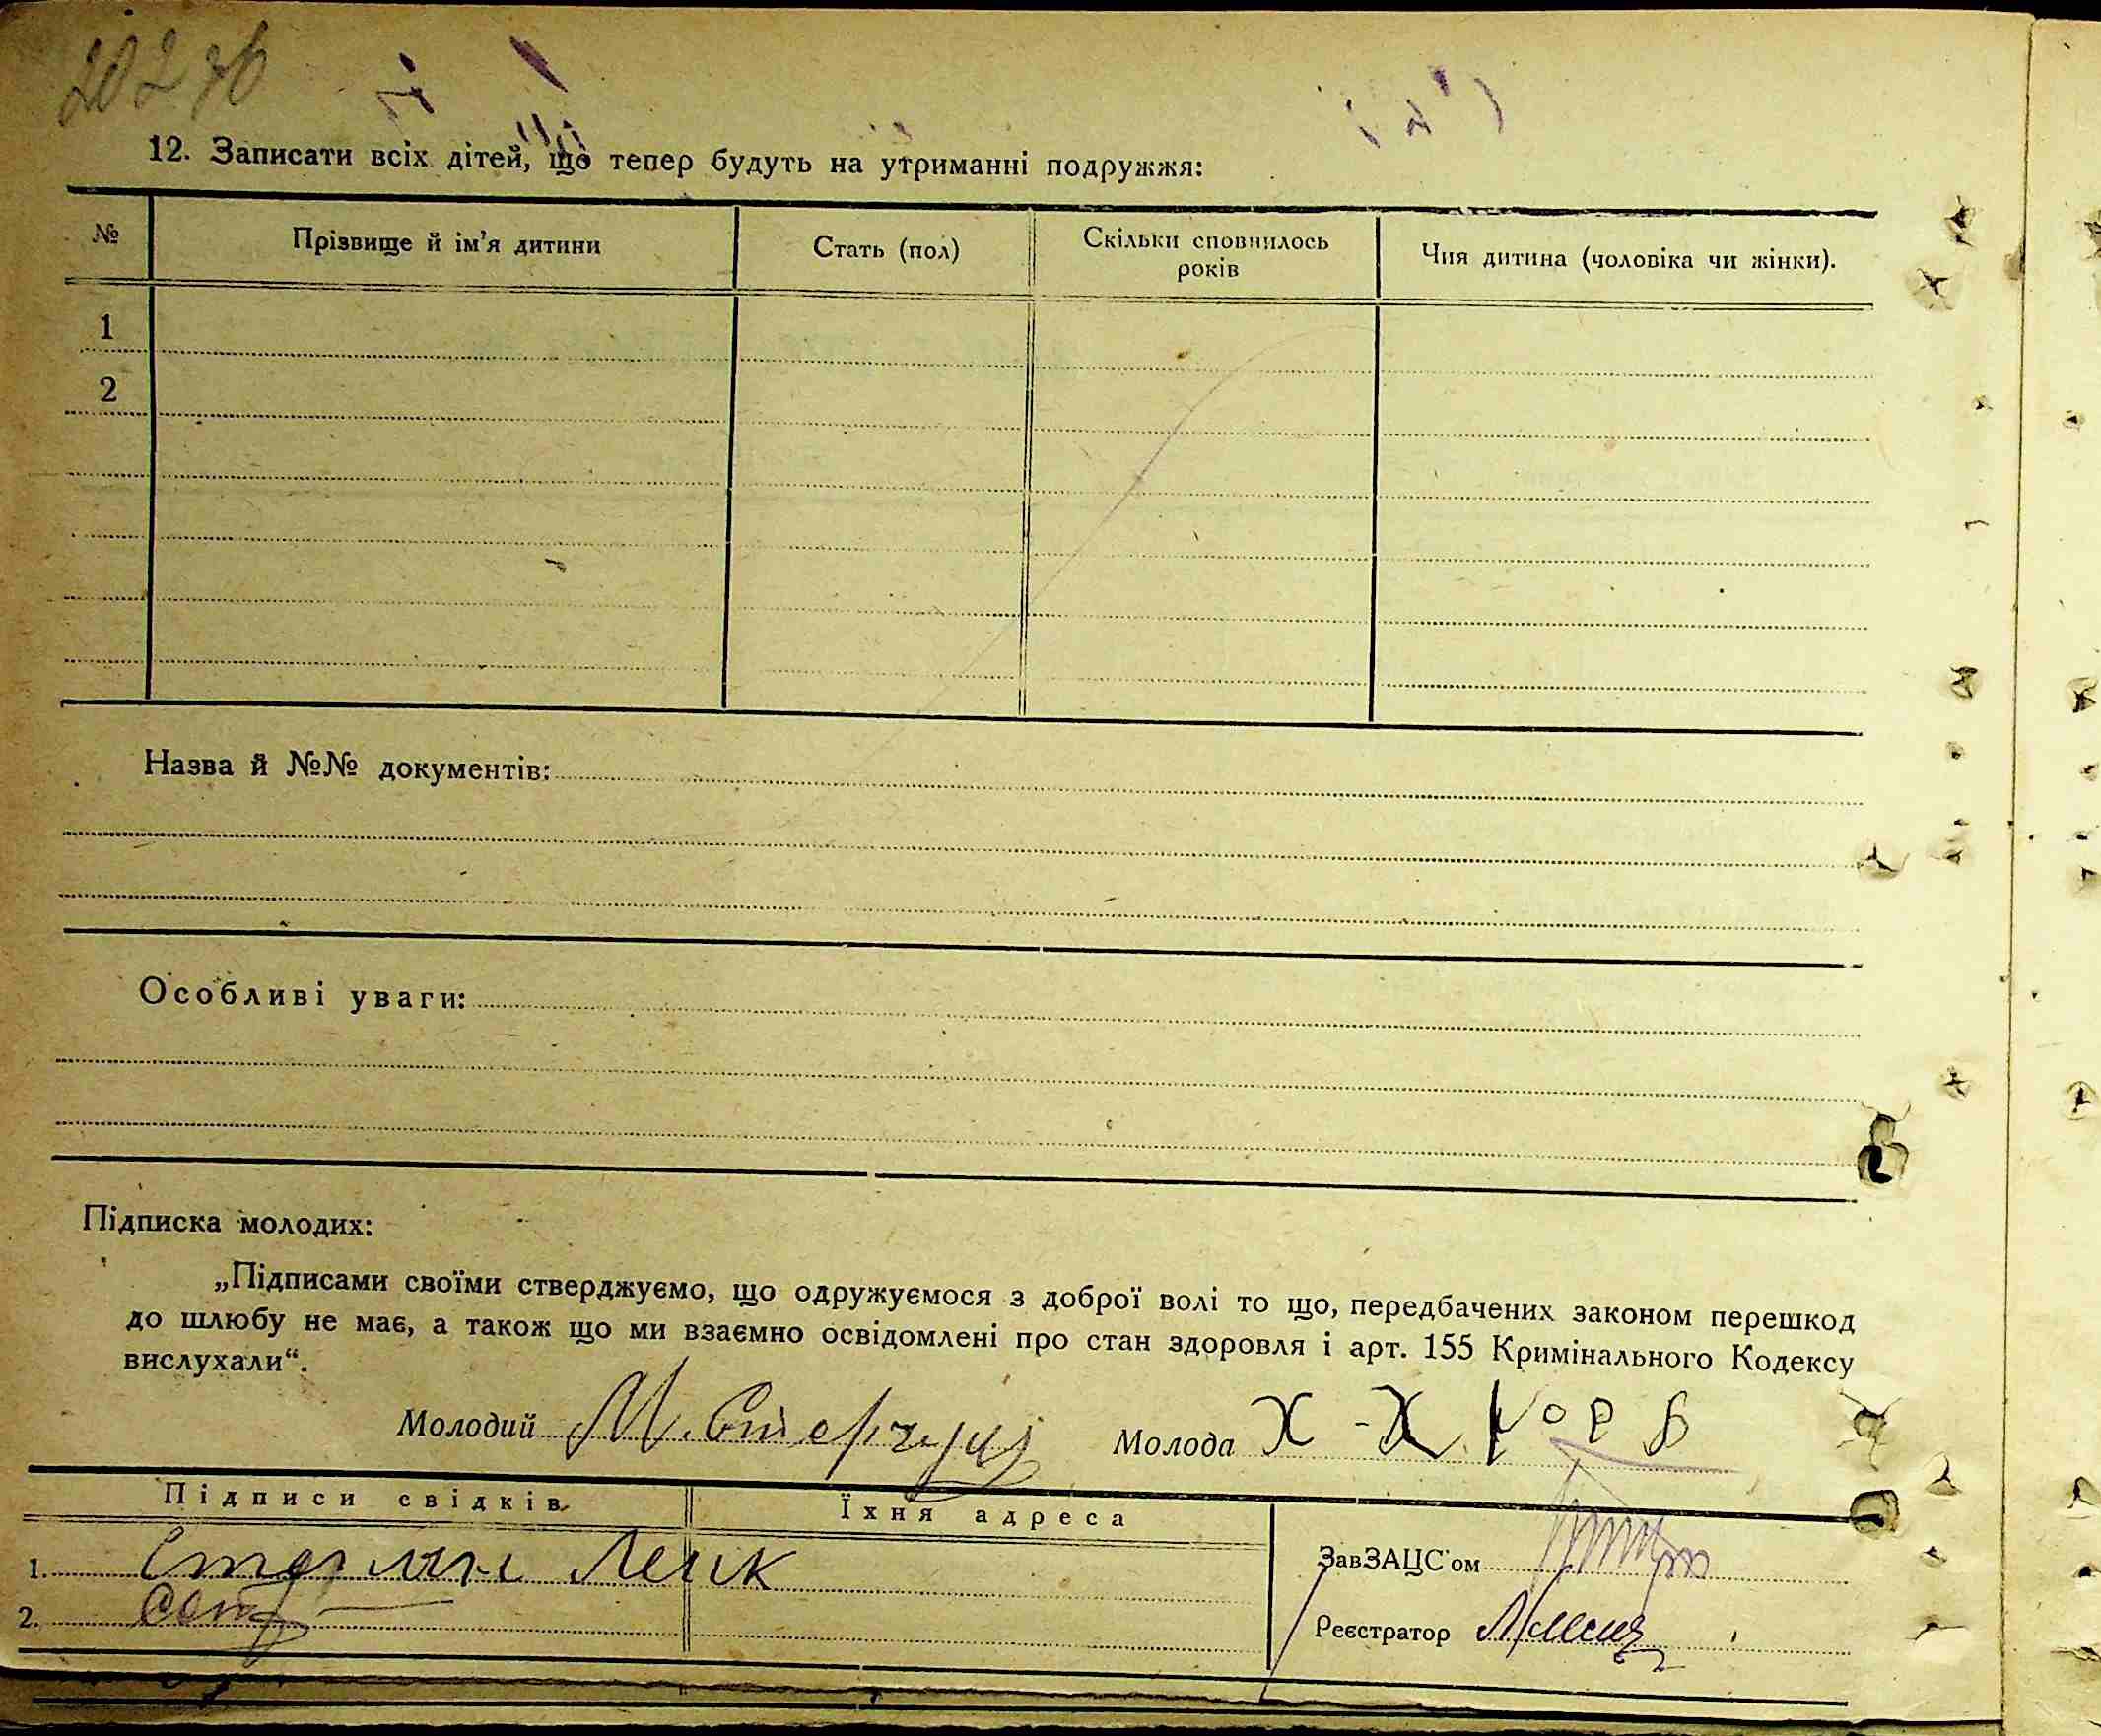 12. Записати всіх дітей, що тепер будуть на утриманні подружжя:
№ Прізвище й ім’я дитини Стать (пол) Скільки сповнилось років Чия дитина (чоловіка чи жінки).
1
2
Назва й №№ документів:
Особливі уваги:
Підписка молодих:
„Підписами своїми стверджуємо, що одружуємося з доброї волі то що, передбачених законом перешкод
до шлюбу не має, а також що ми взаємно освідомлені про стан здоровля і арт. 155 Кримінального Кодексу
вислухали“.
Молодий Молода
Підписи свідків Їхня адреса
1.
ЗавЗАЦС’ом
2.
Реєстратор